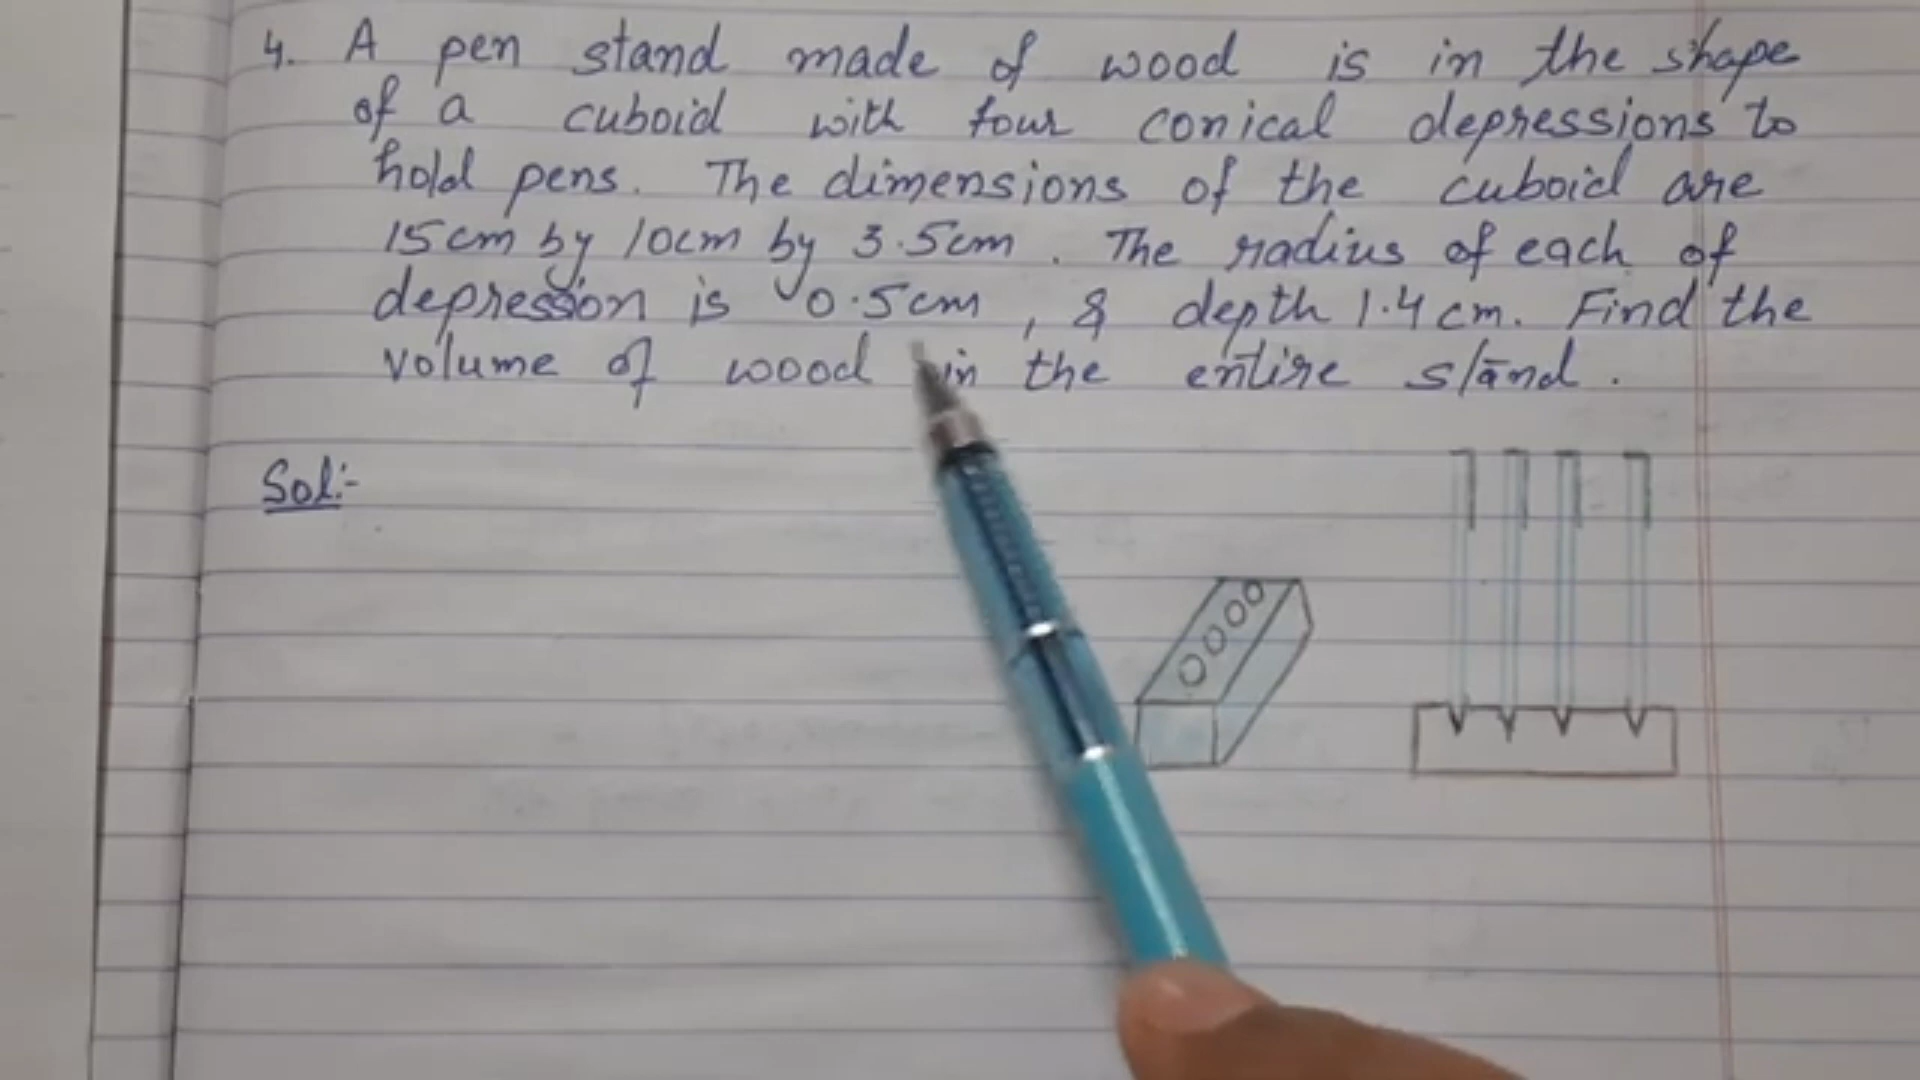 4. A pen stand made of wood is in the shape
of a cuboid with four conical depressions to
hold pens. The dimensions of the cuboid are
15cm by 10cm by 3.5cm. The radius of each of
depression is 0.5cm, & depth 1.4cm. Find the
volume of wood in the entire stand.
Sol:-